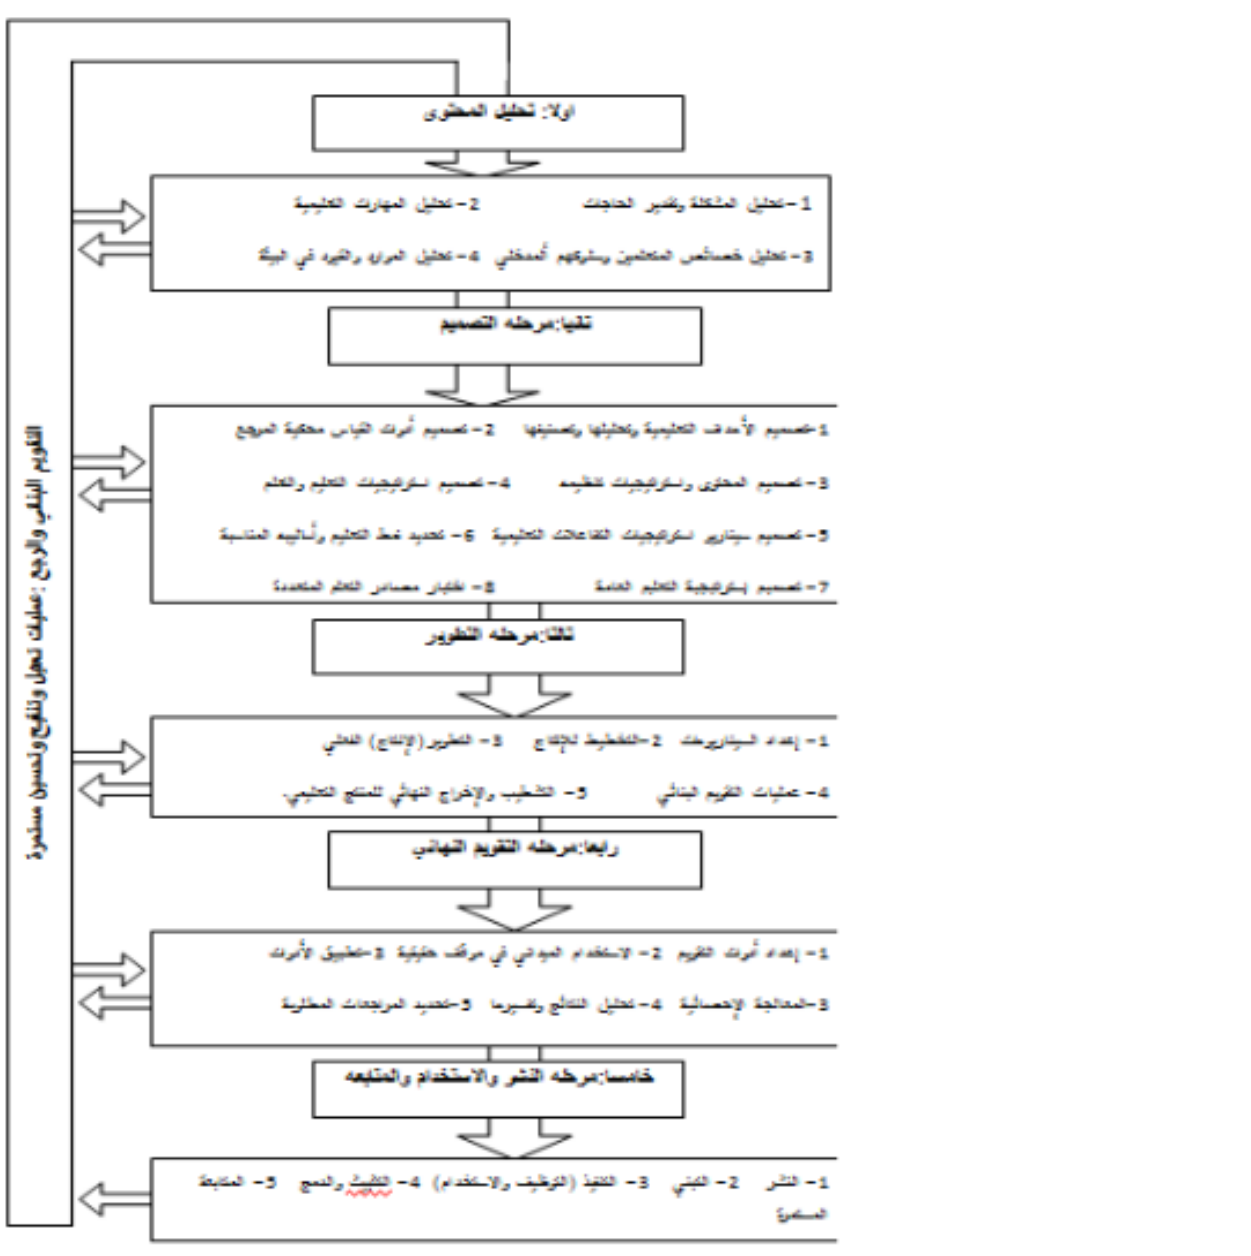 اولا: تحليل المحتوى
1- تحليل المشكلة وتقدير الحاجات 2- تحليل المهارات التعليمية
3- تحليل خصائص المتعلمين وسلوكهم المدخلي 4- تحليل الموارد والقيود في البيئة
ثانيا:مرحله التصميم
1- تصميم الأهداف التعليمية وتحليلها وتصنيفها 2- تصميم أدوات القياس محكية المرجع
3- تصميم المحتوى واستراتيجيات تنظيمه 4- تصميم استراتيجيات التعليم والتعلم
5- تصميم سيناريو استراتيجيات التفاعلات التعليمية 6- تحديد نمط التعليم وأساليبه المناسبة
7- تصميم إستراتيجية التعليم العامة 8- اختيار مصادر التعلم المتعددة
ثالثا:مرحله التطوير
1- إعداد السيناريوهات 2-التخطيط للإنتاج 3- التطوير (الإنتاج) الفعلي
4- عمليات التقويم البنائي 5- التشطيب والإخراج النهائي للمنتج التعليمي.
رابعا:مرحله التقويم النهائي
1- إعداد أدوات التقويم 2- الاستخدام الميداني في مواقف حقيقية 3-تطبيق الأدوات
3-المعالجة الإحصائية 4- تحليل النتائج وتفسيرها 5-تحديد المراجعات المطلوبة
خامسا:مرحله النشر والاستخدام والمتابعه
1- النشر 2- التبني 3- التنفيذ (التوظيف والاستخدام) 4- التثبيت والدمج 5- المتابعة
المستمرة
التقويم البنائي والرجع :عمليات تعديل وتنقيح وتحسين مستمرة